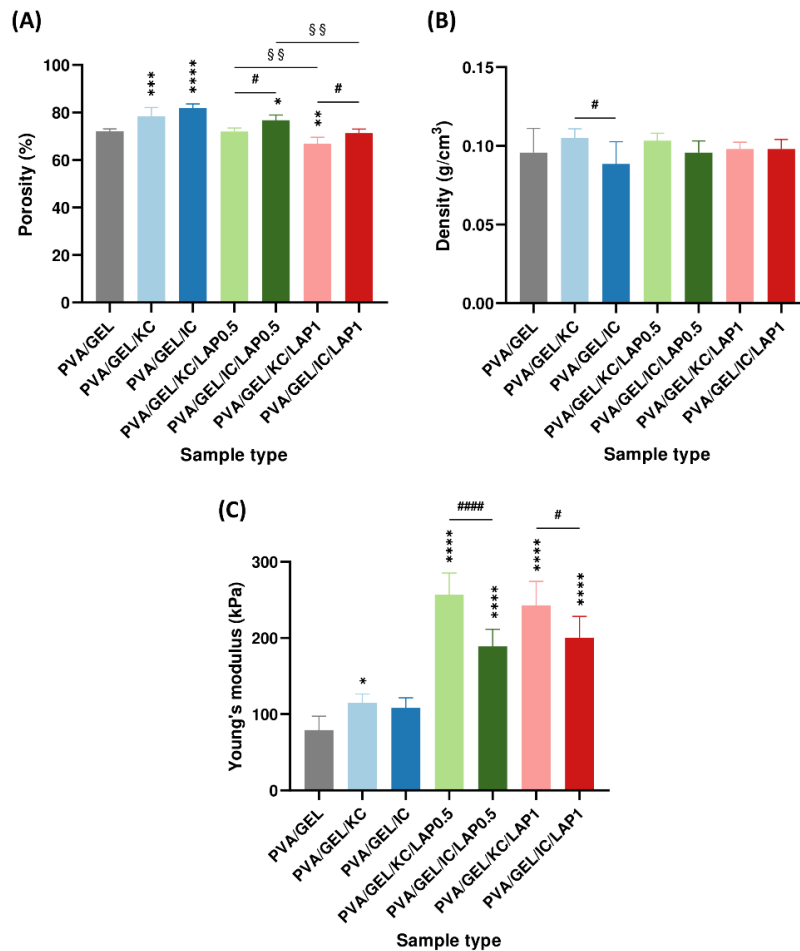 (A)
§ §
§ §
***
****
#
*
**
#
100
80
60
40
20
0
Porosity (%)
PVA/GEL
PVA/GEL/KC
PVA/GEL/IC
PVA/GEL/KC/LAP0.5
PVA/GEL/IC/LAP0.5
PVA/GEL/KC/LAP1
PVA/GEL/IC/LAP1
Sample type
(B)
#
0.15
0.10
0.05
0.00
Density (g/cm³)
PVA/GEL
PVA/GEL/KC
PVA/GEL/IC
PVA/GEL/KC/LAP0.5
PVA/GEL/IC/LAP0.5
PVA/GEL/KC/LAP1
PVA/GEL/IC/LAP1
Sample type
(C)
####
#
*
****
****
****
****
300
200
100
0
Young's modulus (kPa)
PVA/GEL
PVA/GEL/KC
PVA/GEL/IC
PVA/GEL/KC/LAP0.5
PVA/GEL/IC/LAP0.5
PVA/GEL/KC/LAP1
PVA/GEL/IC/LAP1
Sample type